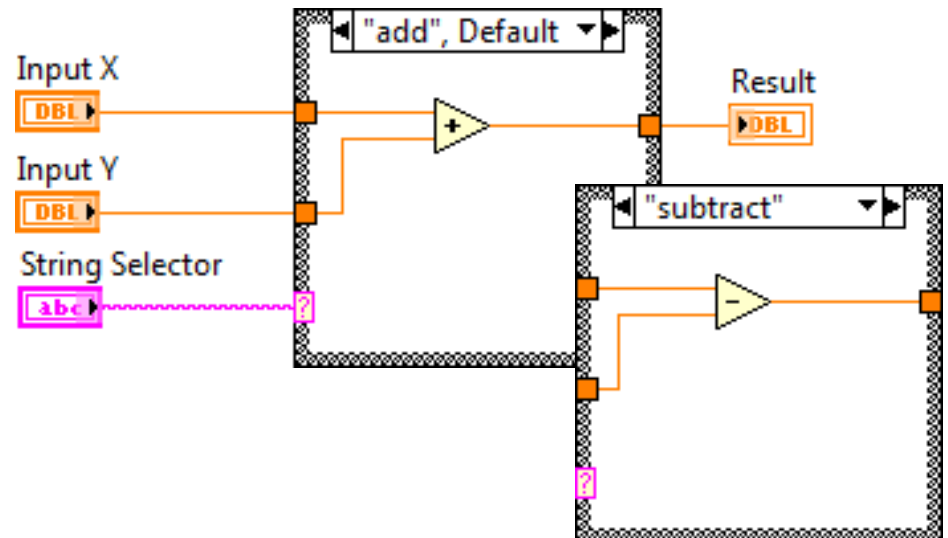 "add", Default
Input X
DBL
+
Result
DBL
Input Y
DBL
"subtract"
String Selector
abc
?
-
?